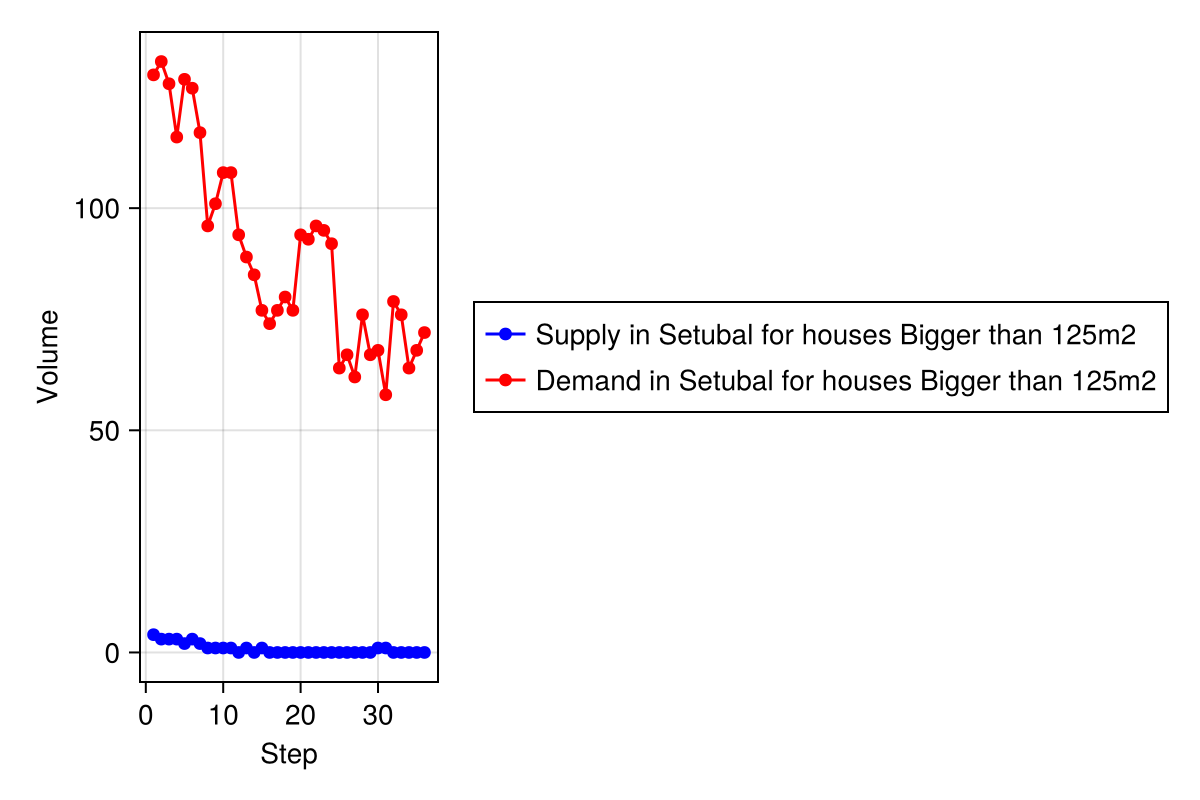 Volume
100
50
0
0 10 20 30
Step
Supply in Setubal for houses Bigger than 125m2
Demand in Setubal for houses Bigger than 125m2